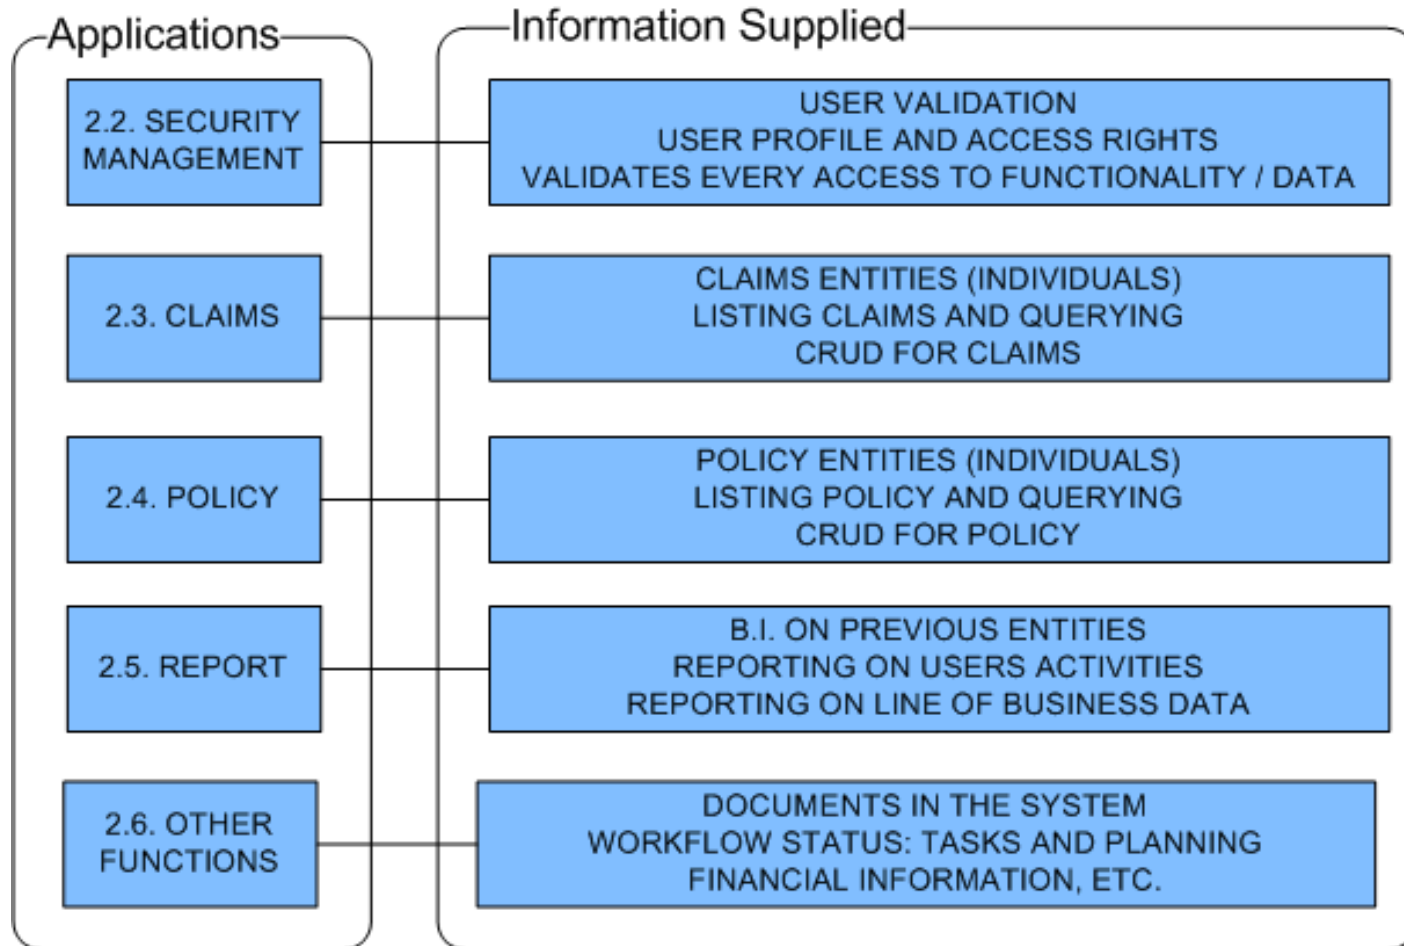 Applications
Information Supplied
2.2. SECURITY
MANAGEMENT
USER VALIDATION
USER PROFILE AND ACCESS RIGHTS
VALIDATES EVERY ACCESS TO FUNCTIONALITY / DATA
2.3. CLAIMS
CLAIMS ENTITIES (INDIVIDUALS)
LISTING CLAIMS AND QUERYING
CRUD FOR CLAIMS
2.4. POLICY
POLICY ENTITIES (INDIVIDUALS)
LISTING POLICY AND QUERYING
CRUD FOR POLICY
2.5. REPORT
B.I. ON PREVIOUS ENTITIES
REPORTING ON USERS ACTIVITIES
REPORTING ON LINE OF BUSINESS DATA
2.6. OTHER
FUNCTIONS
DOCUMENTS IN THE SYSTEM
WORKFLOW STATUS: TASKS AND PLANNING
FINANCIAL INFORMATION, ETC.